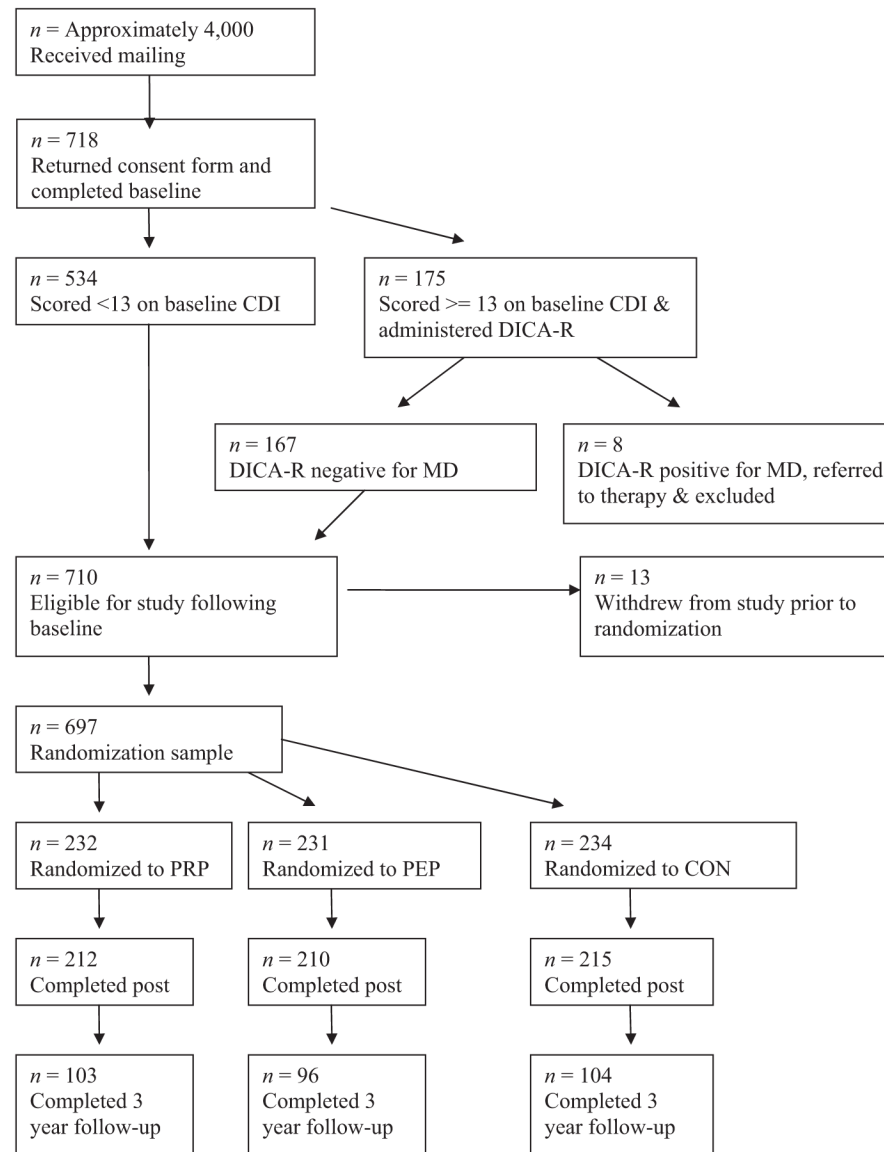 n = Approximately 4,000
Received mailing
n = 718
Returned consent form and
completed baseline
n = 534
Scored <13 on baseline CDI
n = 175
Scored >= 13 on baseline CDI &
administered DICA-R
n = 167
DICA-R negative for MD
n = 8
DICA-R positive for MD, referred
to therapy & excluded
n = 710
Eligible for study following
baseline
n = 13
Withdrew from study prior to
randomization
n = 697
Randomization sample
n = 232
Randomized to PRP
n = 231
Randomized to PEP
n = 234
Randomized to CON
n = 212
Completed post
n = 210
Completed post
n = 215
Completed post
n = 103
Completed 3
year follow-up
n = 96
Completed 3
year follow-up
n = 104
Completed 3
year follow-up